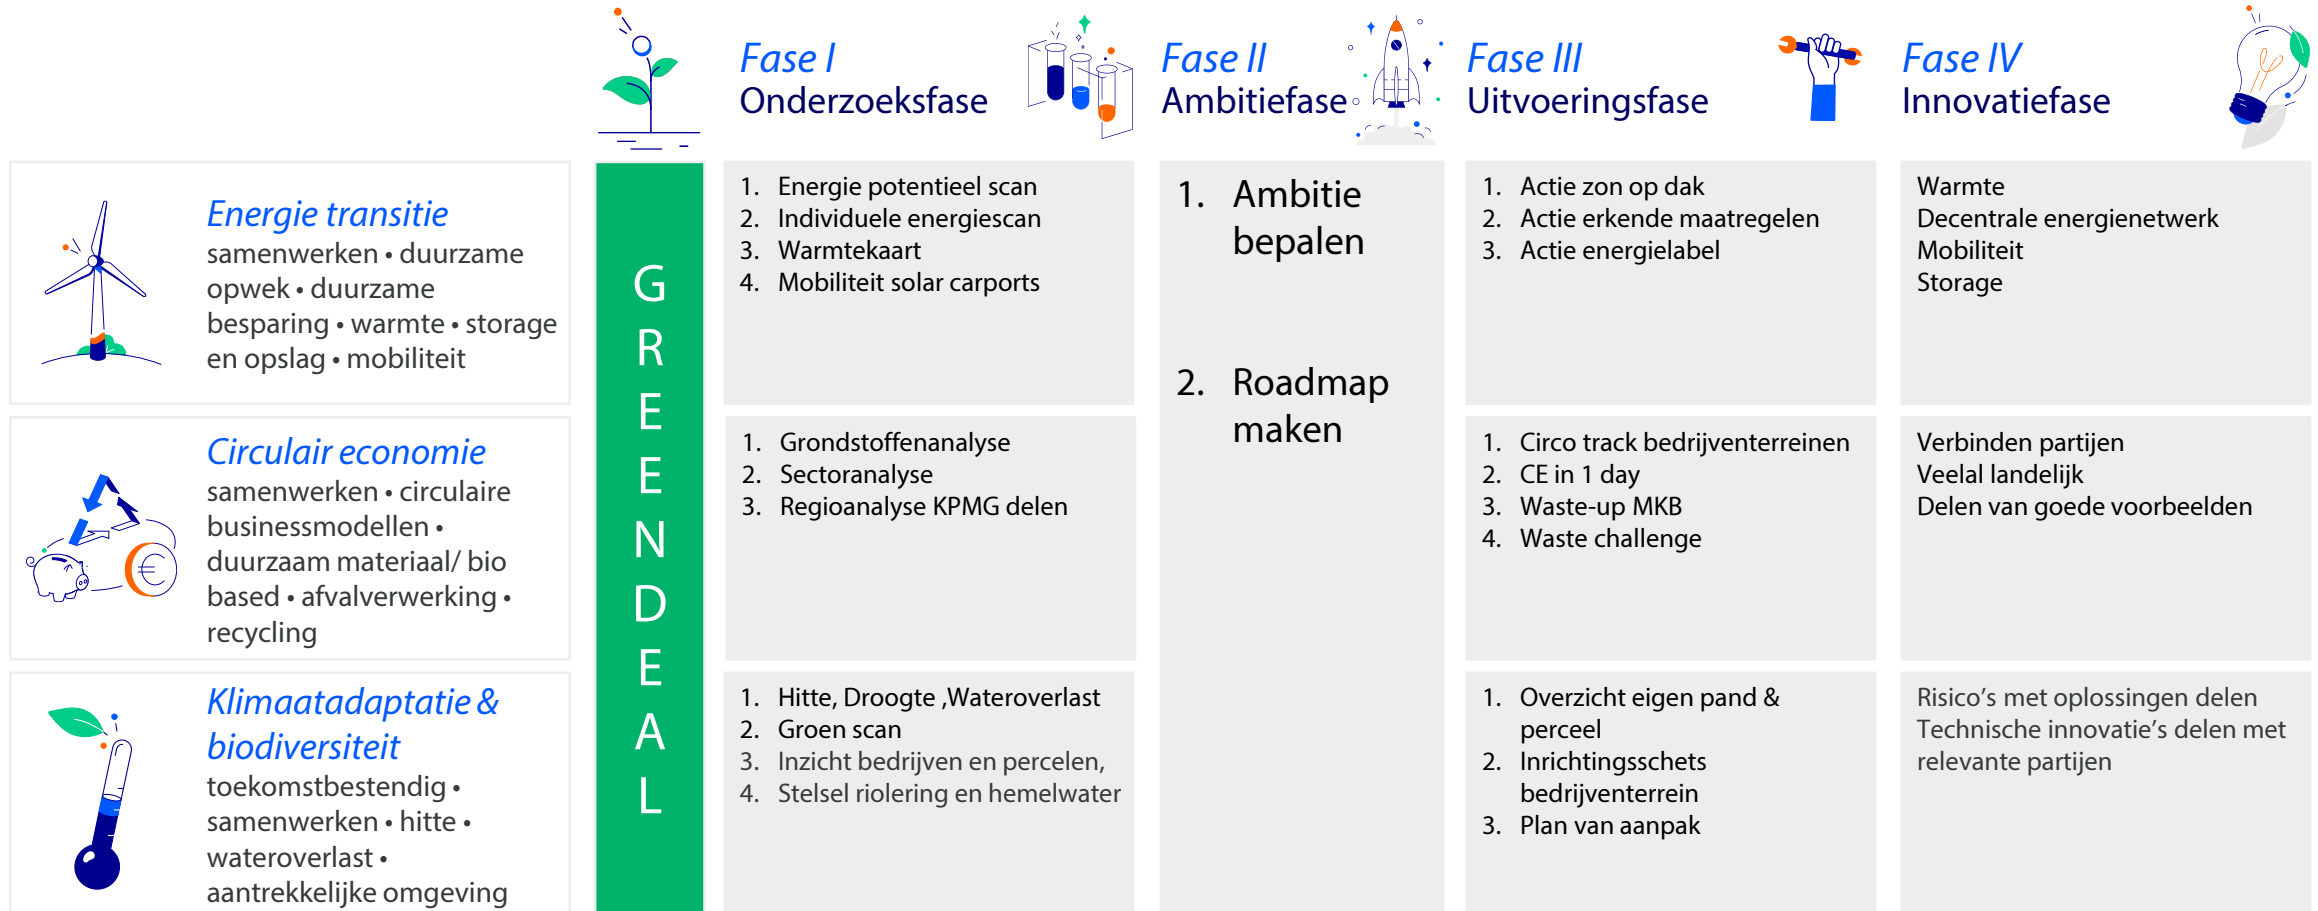 Fase I
Onderzoeksfase
Fase II
Ambitiefase
Fase III
Uitvoeringsfase
Fase IV
Innovatiefase
Energie transitie
samenwerken • duurzame
opwek • duurzame
besparing • warmte • storage
en opslag • mobiliteit
Circulair economie
samenwerken • circulaire
businessmodellen •
duurzaam materiaal/ bio
based • afvalverwerking •
recycling
Klimaatadaptatie &
biodiversiteit
toekomstbestendig •
samenwerken • hitte •
wateroverlast •
aantrekkelijke omgeving
G
R
E
E
N
D
E
A
L
1. Energie potentieel scan
2. Individuele energiescan
3. Warmtekaart
4. Mobiliteit solar carports
1. Grondstoffenanalyse
2. Sectoranalyse
3. Regioanalyse KPMG delen
1. Hitte, Droogte ,Wateroverlast
2. Groen scan
3. Inzicht bedrijven en percelen,
4. Stelsel riolering en hemelwater
1. Ambitie
bepalen
2. Roadmap
maken
1. Actie zon op dak
2. Actie erkende maatregelen
3. Actie energielabel
1. Circo track bedrijventerreinen
2. CE in 1 day
3. Waste-up MKB
4. Waste challenge
1. Overzicht eigen pand &
perceel
2. Inrichtingsschets
bedrijventerrein
3. Plan van aanpak
Warmte
Decentrale energienetwerk
Mobiliteit
Storage
Verbinden partijen
Veelal landelijk
Delen van goede voorbeelden
Risico’s met oplossingen delen
Technische innovatie’s delen met
relevante partijen